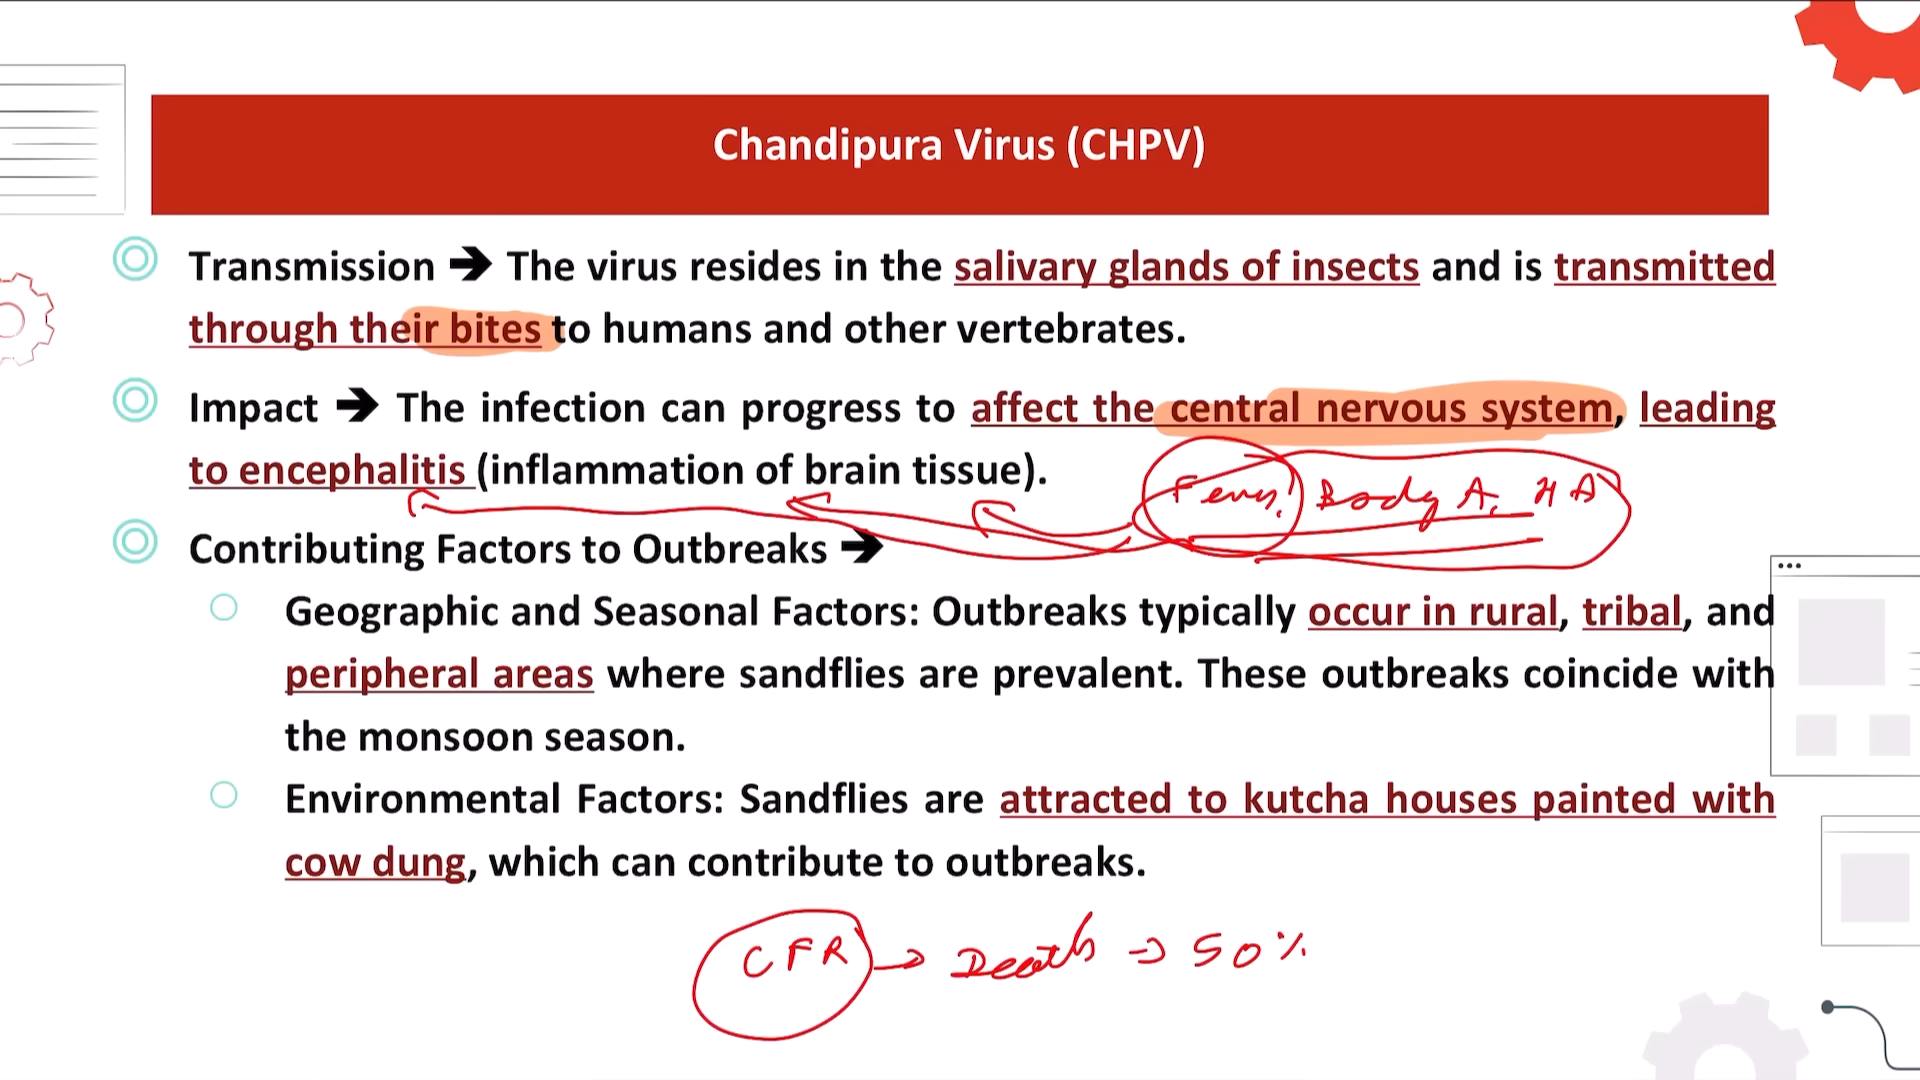 Chandipura Virus (CHPV)
Transmission ➔ The virus resides in the salivary glands of insects and is transmitted
through their bites to humans and other vertebrates.
Impact ➔ The infection can progress to affect the central nervous system, leading
to encephalitis (inflammation of brain tissue).
Body A, HA
Contributing Factors to Outbreaks ➔
Geographic and Seasonal Factors: Outbreaks typically occur in rural, tribal, and
peripheral areas where sandflies are prevalent. These outbreaks coincide with
the monsoon season.
Environmental Factors: Sandflies are attracted to kutcha houses painted with
cow dung, which can contribute to outbreaks.
CFR → Death → 50%